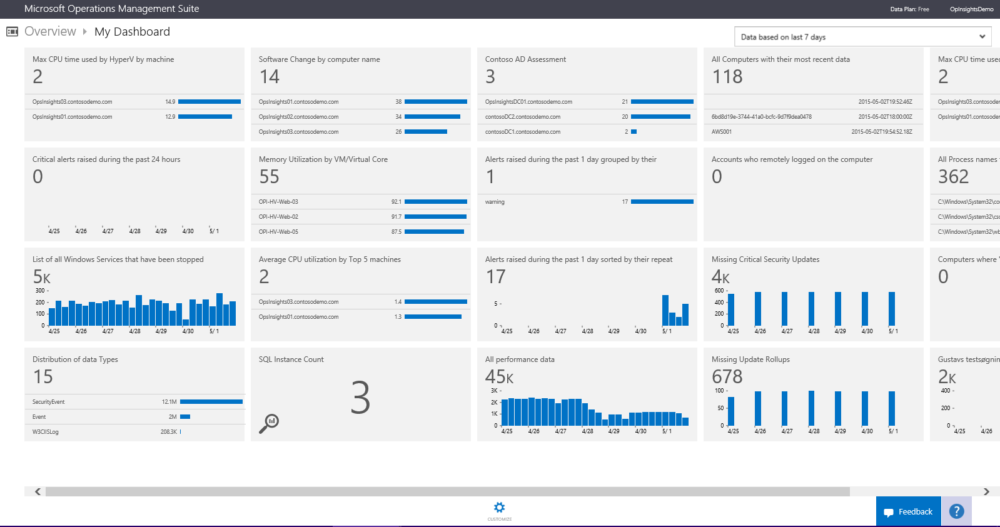 Microsoft Operations Management Suite
Data Plan: Free
OpInsightsDemo
Overview
My Dashboard
Data based on last 7 days
Max CPU time used by HyperV by machine
2
OpsInsights03.contosodemo.com 14.9
OpsInsights01.contosodemo.com 12.9
Software Change by computer name
14
OpsInsights01.contosodemo.com 38
OpsInsights02.contosodemo.com 34
OpsInsights03.contosodemo.com 26
Contoso AD Assessment
3
OpsInsightsDC01.contosodemo.com 21
contosoDC2.contosodemo.com 20
contosoDC1.contosodemo.com 2
All Computers with their most recent data
118
2015-05-02T19:52:46Z
6bd8d19e-3744-41a0-bcfc-9d7f9dea0478 2015-05-02T18:00:00Z
AWS001 2015-05-02T19:54:52.18Z
Max CPU time use
2
OpsInsights03.contosodem
OpsInsights01.contosodem
Critical alerts raised during the past 24 hours
0
4/25 4/26 4/27 4/28 4/29 4/30 5/ 1
Memory Utilization by VM/Virtual Core
55
OPI-HV-Web-03 92.1
OPI-HV-Web-02 91.7
OPI-HV-Web-05 87.5
Alerts raised during the past 1 day grouped by their
1
warning 17
Accounts who remotely logged on the computer
0
All Process names
362
C:\Windows\System32\co
C:\Windows\System32\csc
C:\Windows\System32\wb
List of all Windows Services that have been stopped
5K
300
200
100
0
4/25 4/26 4/27 4/28 4/29 4/30 5/ 1
Average CPU utilization by Top 5 machines
2
OpsInsights03.contosodemo.com 1.4
OpsInsights01.contosodemo.com 1.3
Alerts raised during the past 1 day sorted by their repeat
17
5
0
4/25 4/26 4/27 4/28 4/29 4/30 5/ 1
Missing Critical Security Updates
4K
600
400
200
0
4/25 4/26 4/27 4/28 4/29 4/30 5/ 1
Computers where
0
Distribution of data Types
15
SecurityEvent 12.1M
Event 2M
W3CIISLog 208.3K
SQL Instance Count
3
All performance data
45K
3K
2K
1K
0
4/25 4/26 4/27 4/28 4/29 4/30 5/ 1
Missing Update Rollups
678
100
50
0
4/25 4/26 4/27 4/28 4/29 4/30 5/ 1
Gustavs testsøgnin
2K
400
200
0
4/25 4/26
CUSTOMIZE
Feedback
?